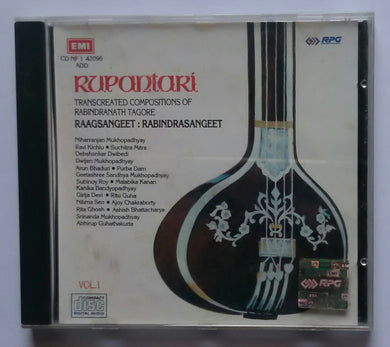 EMI
CD NF 1 42096
ADD
RPG
RUPANTARI
TRANSCREATED COMPOSITIONS OF
RABINDRANATH TAGORE
RAAGSANGEET : RABINDRASANGEET
Niharranjan Mukhopadhyay
Ravi Kichlu • Suchitra Mitra
Debshankar Dwibedi
Dwijen Mukhopadhyay
Arun Bhaduri • Purba Dam
Geetashree Sandhya Mukhopadhyay
Subinoy Roy • Malabika Kanan
Kanika Bandyopadhyay
Girija Devi • Ritu Guha
Nilima Sen • Ajoy Chakraborty
Rita Ghosh • Ashish Bhattacharya
Srinanda Mukhopadhyay
Abhirup Guhathakurta
VOL.1
COMPACT
disc
DIGITAL AUDIO
RPG